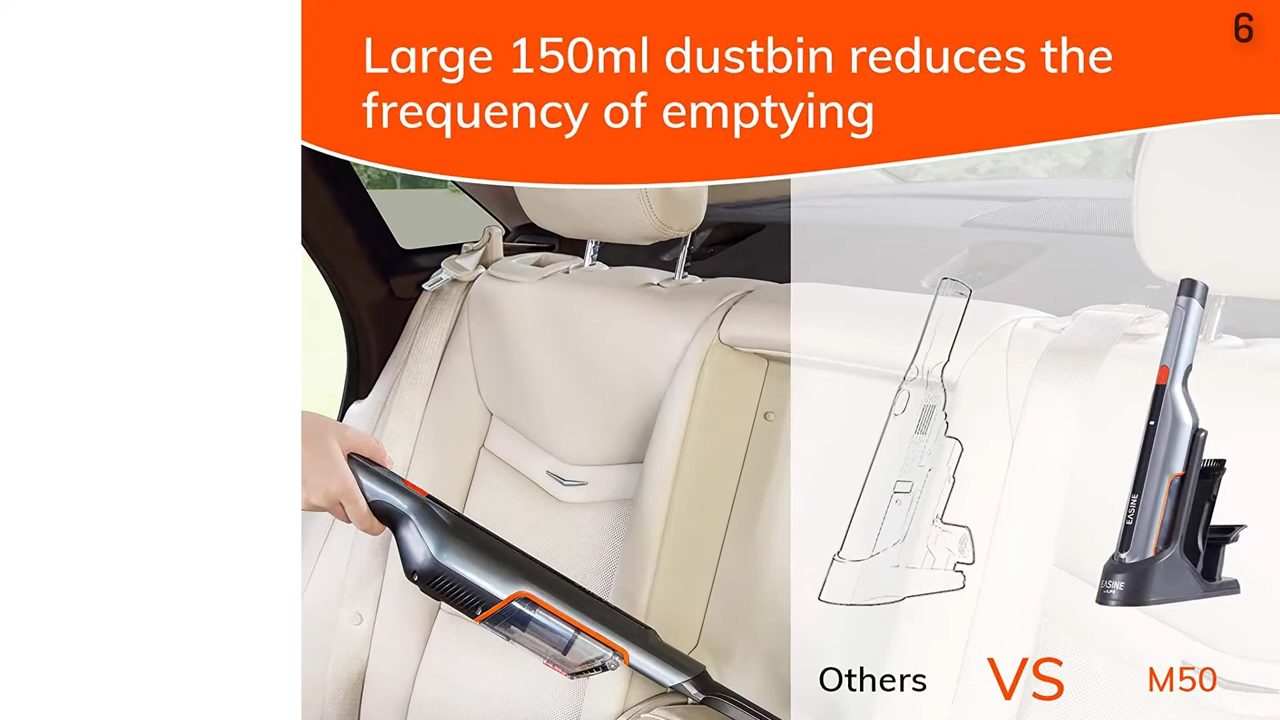 6
Large 150ml dustbin reduces the
frequency of emptying
EASINE
EASINE
Others
VS
M50